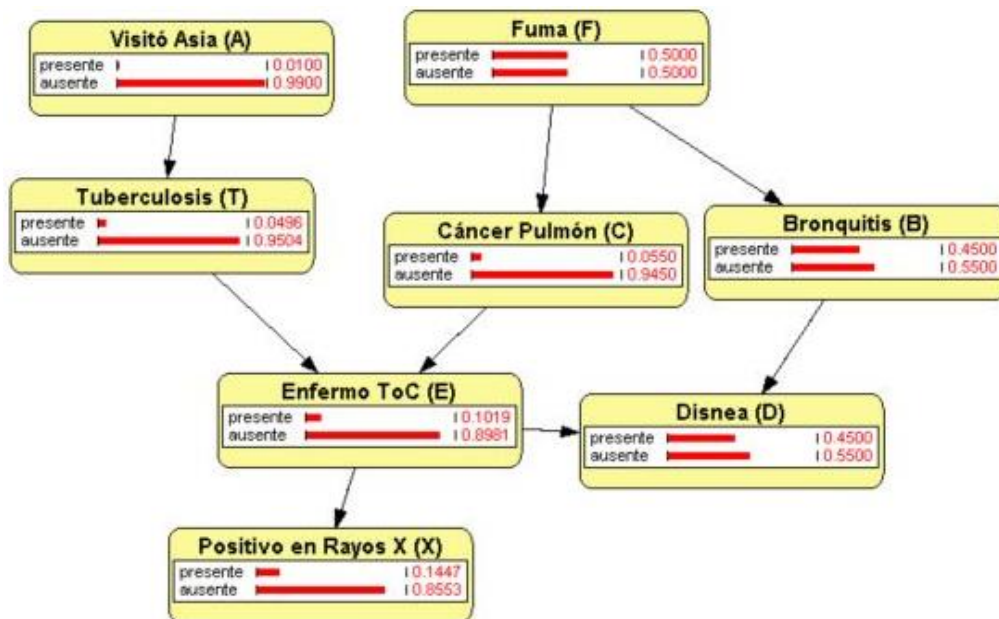 Visitó Asia (A)
presente 0.0100
ausente 0.9900
Fuma (F)
presente 0.5000
ausente 0.5000
Tuberculosis (T)
presente 0.0496
ausente 0.9504
Cáncer Pulmón (C)
presente 0.0550
ausente 0.9450
Bronquitis (B)
presente 0.4500
ausente 0.5500
Enfermo ToC (E)
presente 0.1019
ausente 0.8981
Disnea (D)
presente 0.4500
ausente 0.5500
Positivo en Rayos X (X)
presente 0.1447
ausente 0.8553